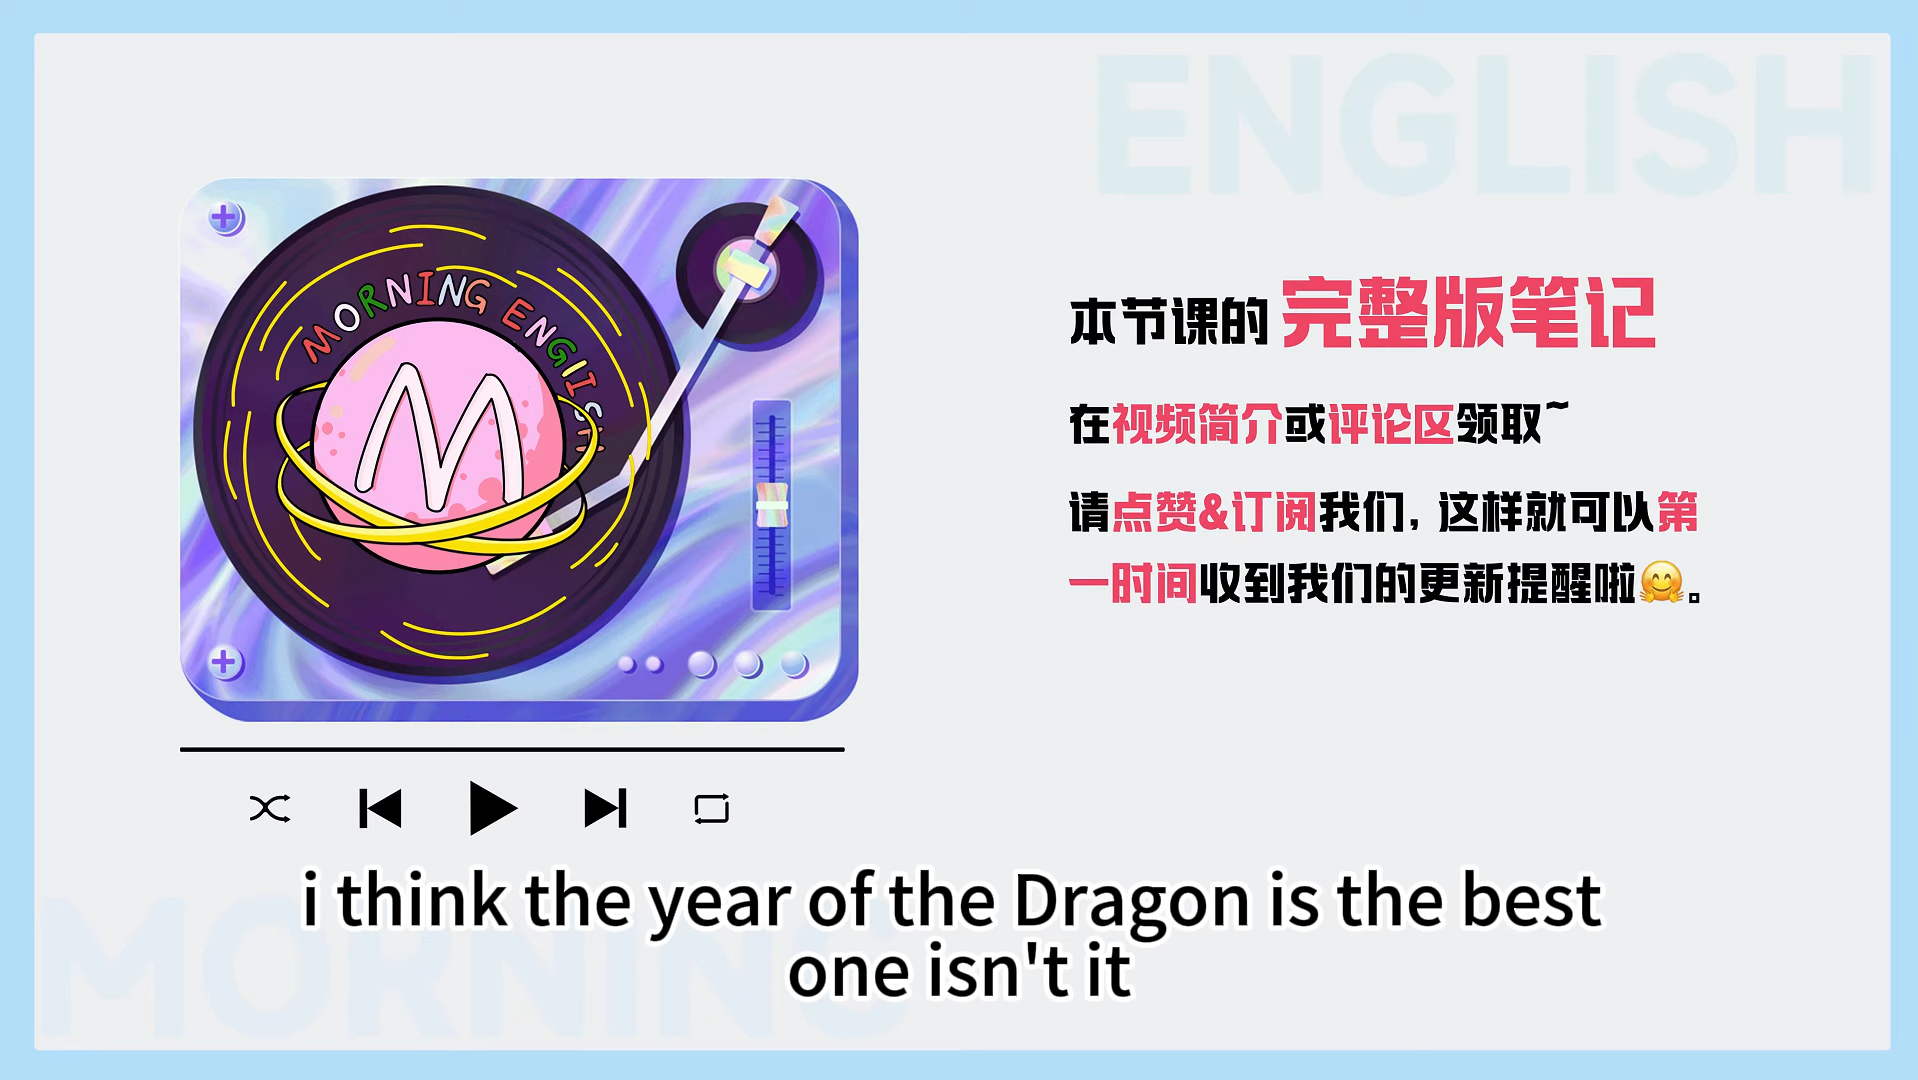 ENGLISH
MORNING ENGlISH
M
本节课的 完整版笔记
在视频简介或评论区领取~
请点赞&订阅我们, 这样就可以第
一时间收到我们的更新提醒啦🤗。
MORNING
i think the year of the Dragon is the best
one isn't it